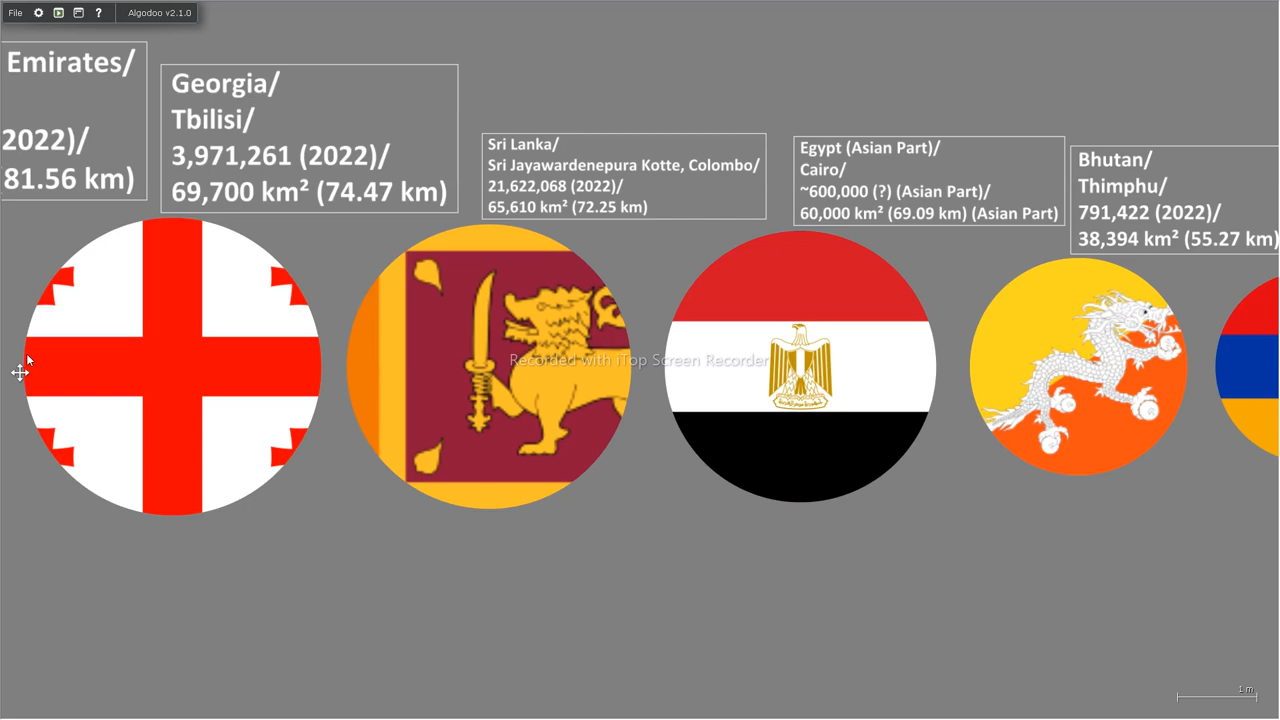 File
?
Algodoo v2.1.0
Emirates/
2022)/
81.56 km)
Georgia/
Tbilisi/
3,971,261 (2022)/
69,700 km² (74.47 km)
Sri Lanka/
Sri Jayawardenepura Kotte, Colombo/
21,622,068 (2022)/
65,610 km² (72.25 km)
Egypt (Asian Part)/
Cairo/
~600,000 (?) (Asian Part)/
60,000 km² (69.09 km) (Asian Part)
Bhutan/
Thimphu/
791,422 (2022)/
38,394 km² (55.27 km)
Recorded with iTop Screen Recorder
1 m